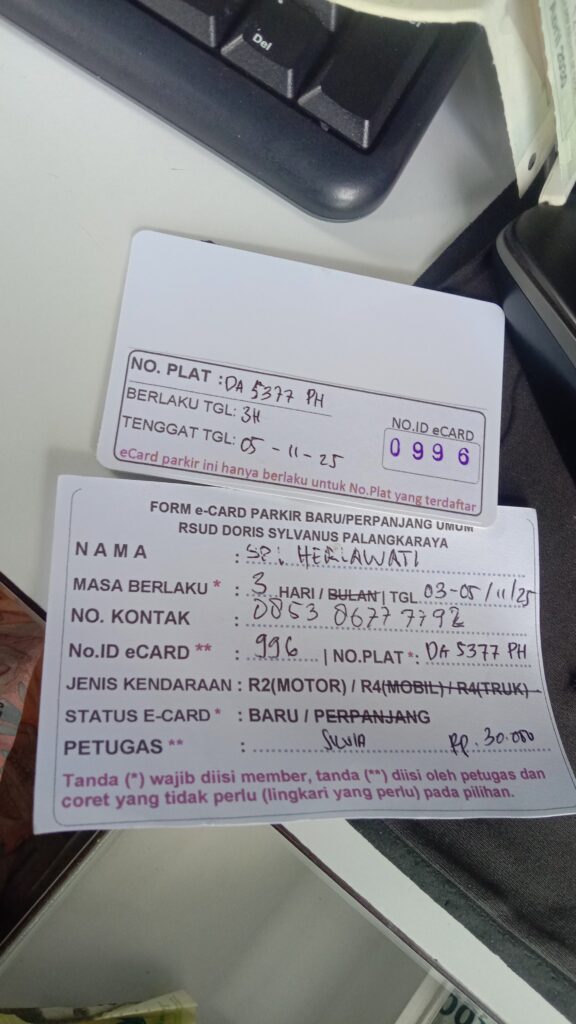 Del
NO. PLAT : DA 5377 PH
BERLAKU TGL: 3H
TENGGAT TGL: 05 - 11 - 25
NO.ID eCARD
0996
eCard parkir ini hanya berlaku untuk No.Plat yang terdaftar
FORM e-CARD PARKIR BARU/PERPANJANG UMUM
RSUD DORIS SYLVANUS PALANGKARAYA
NAMA : SRI HERIAWATI
MASA BERLAKU * : 3 HARI / BULAN | TGL 03-05/11/25
NO. KONTAK : 0853 8677 7792
No.ID eCARD ** : 996 | NO.PLAT *: DA 5377 PH
JENIS KENDARAAN : R2(MOTOR) / R4(MOBIL) / R4(TRUK)
STATUS E-CARD * : BARU / PERPANJANG
PETUGAS ** : SILVIA Rp. 30.000
Tanda (*) wajib diisi member, tanda (**) diisi oleh petugas dan
coret yang tidak perlu (lingkari yang perlu) pada pilihan.